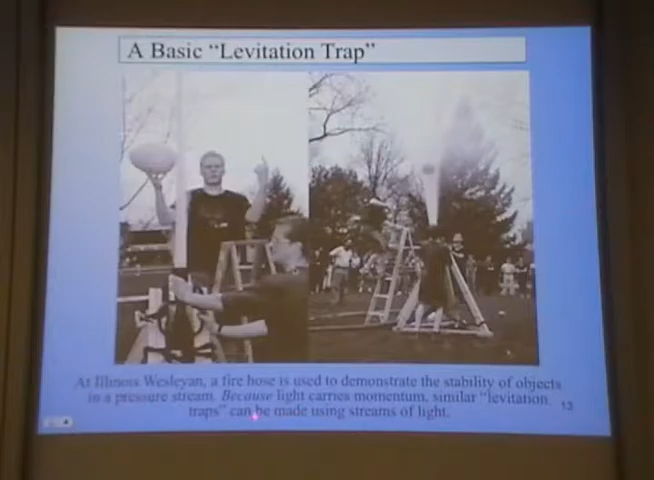 A Basic “Levitation Trap”
At Illinois Wesleyan, a fire hose is used to demonstrate the stability of objects
in a pressure stream. Because light carries momentum, similar “levitation
traps” can be made using streams of light.
13